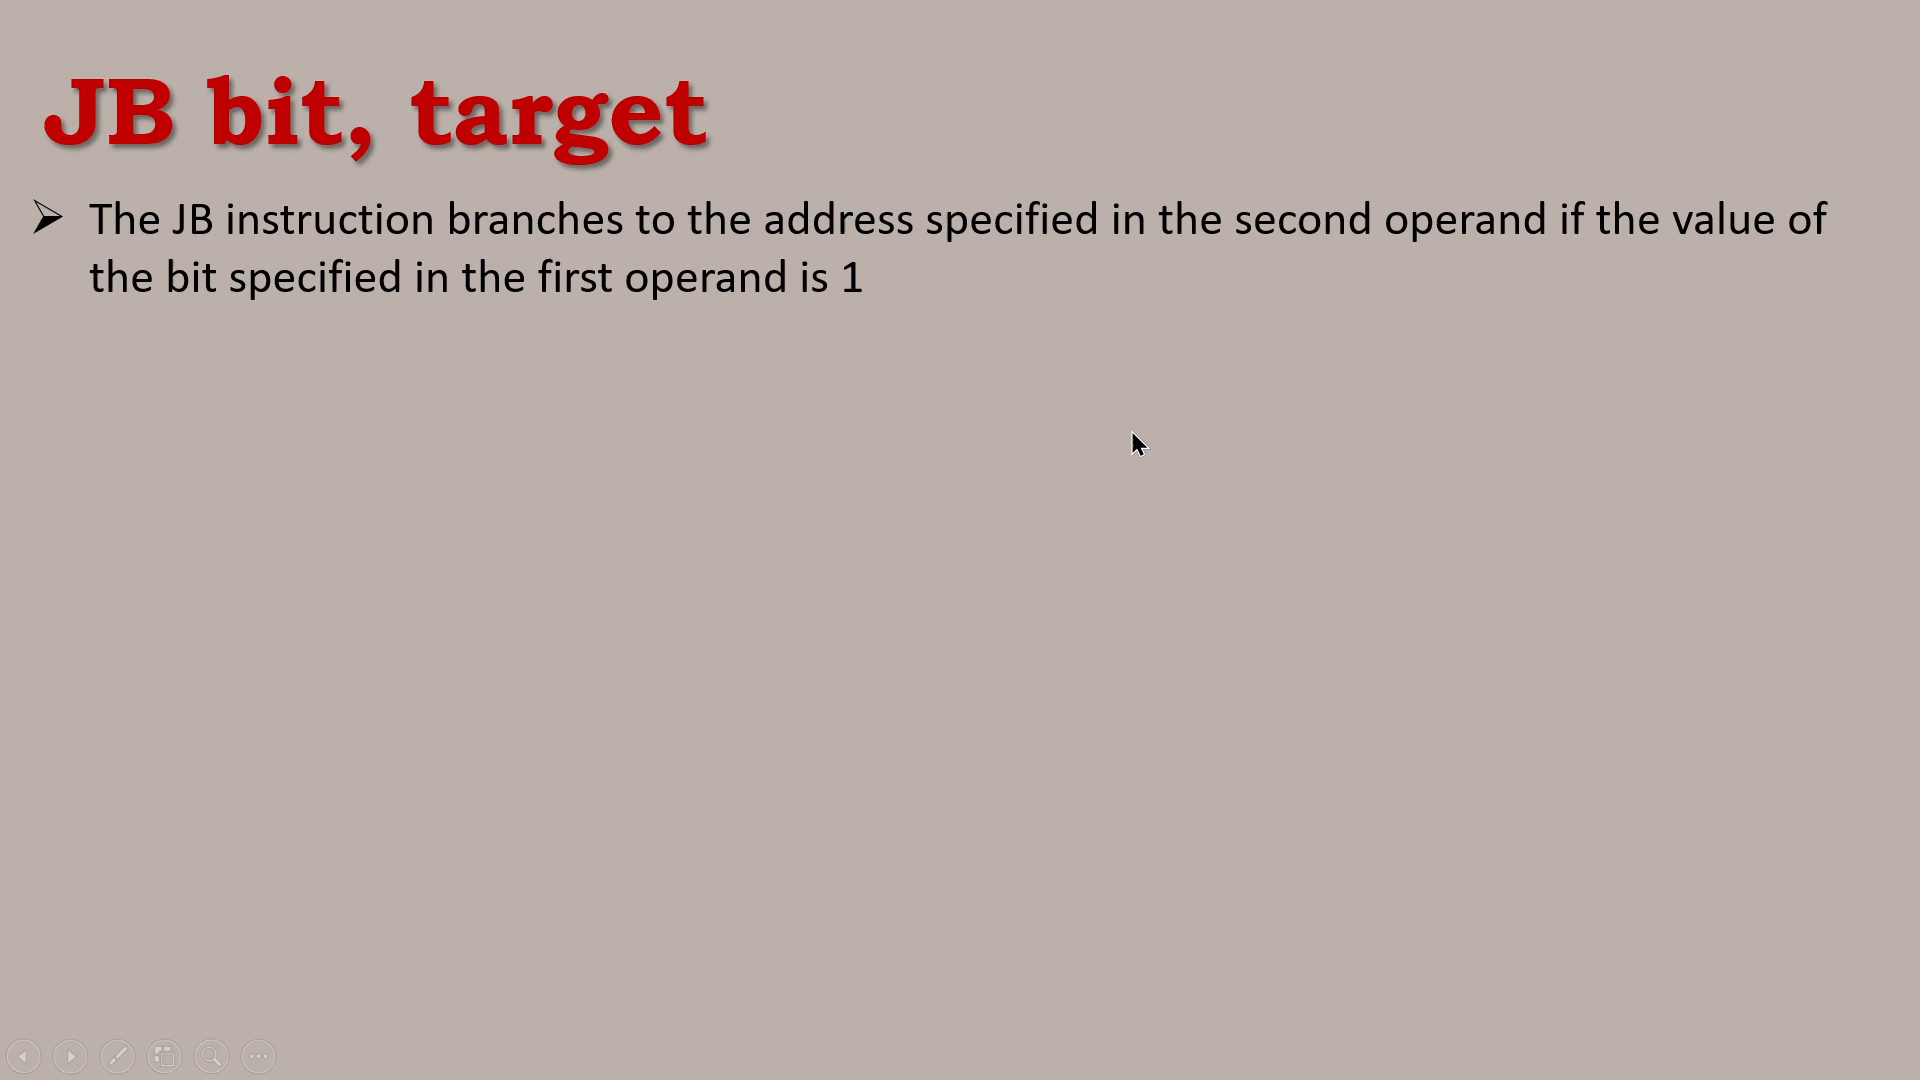 JB bit, target
➢ The JB instruction branches to the address specified in the second operand if the value of
the bit specified in the first operand is 1